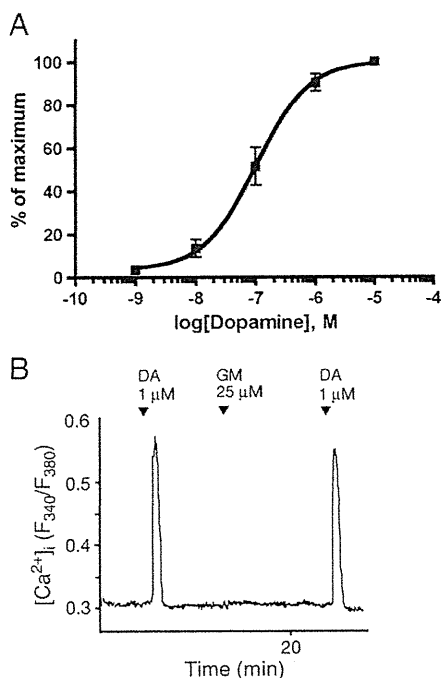 A
% of maximum
100
80
60
40
20
0
-10 -9 -8 -7 -6 -5 -4
log[Dopamine], M
B
DA GM DA
1 μM 25 μM 1 μM
[Ca²⁺]ᵢ (F₃₄₀/F₃₈₀)
0.6
0.5
0.4
0.3
20
Time (min)